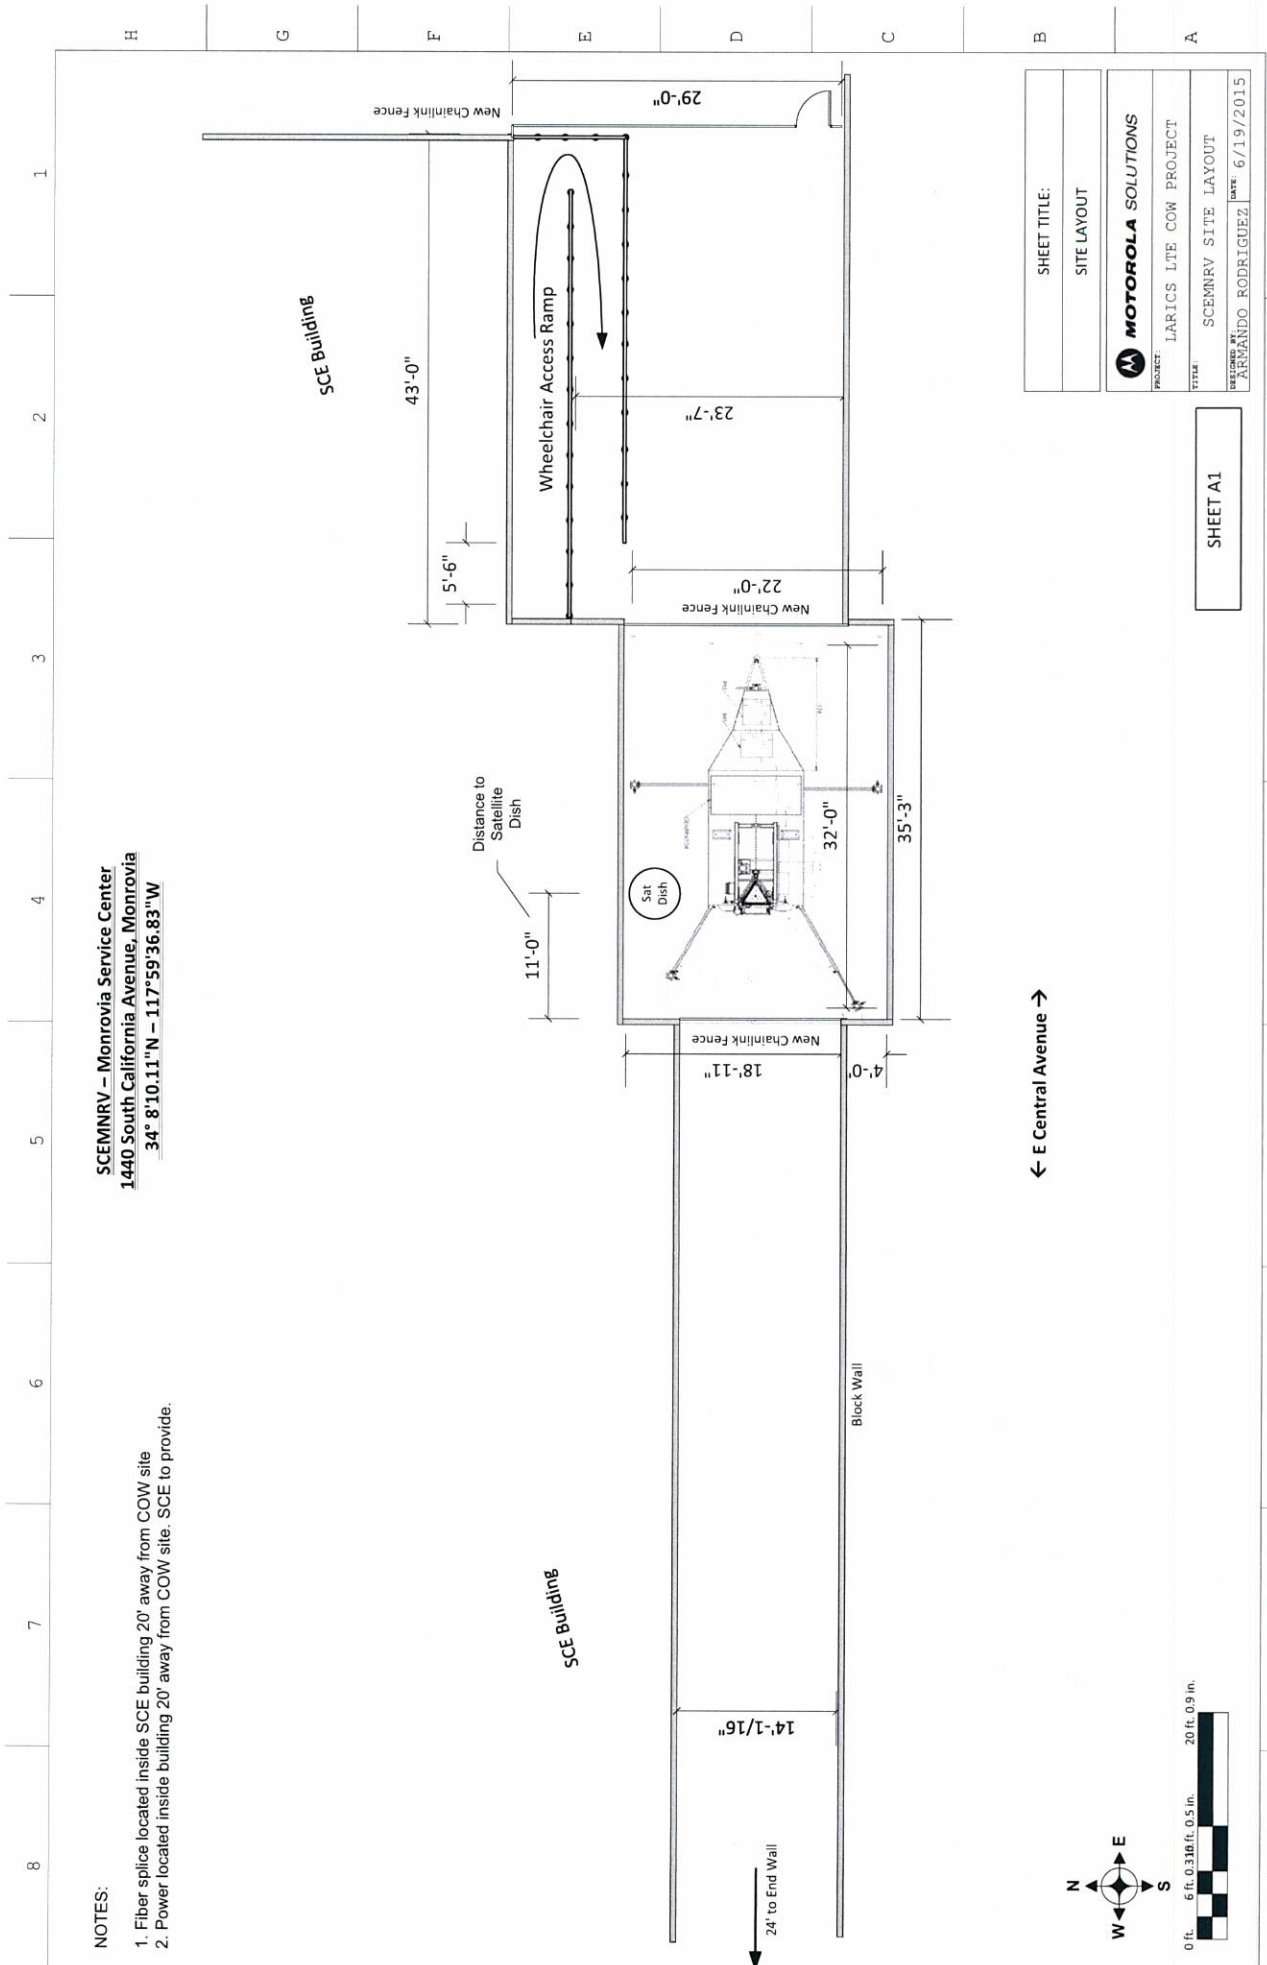 8
7
6
5
4
3
2
1
H
G
F
E
D
C
B
A
NOTES:
1. Fiber splice located inside SCE building 20' away from COW site
2. Power located inside building 20' away from COW site. SCE to provide.
SCEMNRV – Monrovia Service Center
1440 South California Avenue, Monrovia
34° 8'10.11"N – 117°59'36.83"W
SCE Building
43'-0"
New Chainlink Fence
5'-6"
Wheelchair Access Ramp
29'-0"
23'-7"
22'-0"
New Chainlink Fence
Distance to
Satellite
Dish
11'-0"
Sat
Dish
32'-0"
35'-3"
New Chainlink Fence
18'-11"
4'-0"
SCE Building
14'-1/16"
Block Wall
24' to End Wall
← E Central Avenue →
N
W
E
S
0 ft.
6 ft. 0.3
0.5 in.
20 ft. 0.9 in.
SHEET A1
SHEET TITLE:
SITE LAYOUT
MOTOROLA SOLUTIONS
PROJECT:
LARICS LTE COW PROJECT
TITLE:
SCEMNRV SITE LAYOUT
DESIGNED BY:
ARMANDO RODRIGUEZ
DATE:
6/19/2015